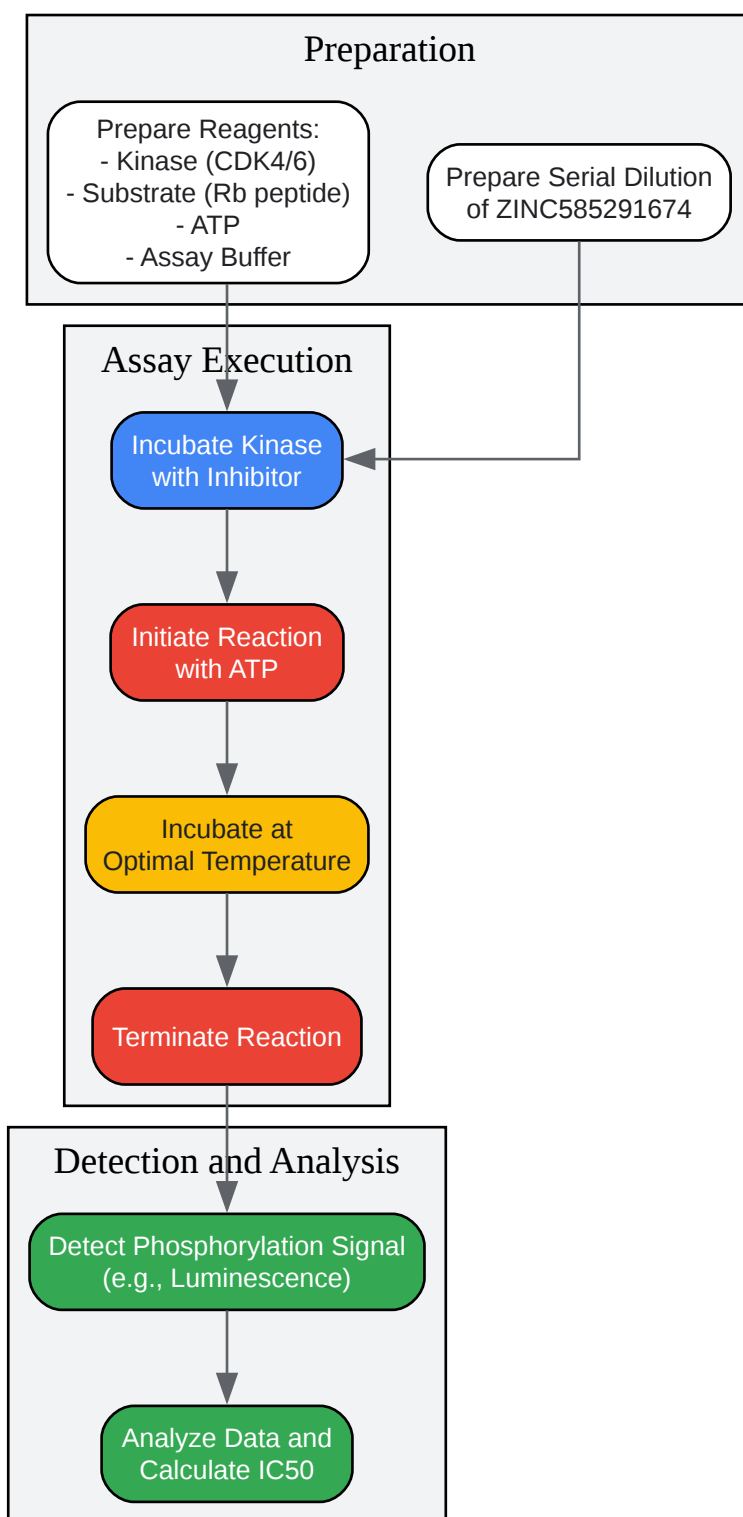 Preparation
Prepare Reagents:
- Kinase (CDK4/6)
- Substrate (Rb peptide)
- ATP
- Assay Buffer
Prepare Serial Dilution
of ZINC585291674
Assay Execution
Incubate Kinase
with Inhibitor
Initiate Reaction
with ATP
Incubate at
Optimal Temperature
Terminate Reaction
Detection and Analysis
Detect Phosphorylation Signal
(e.g., Luminescence)
Analyze Data and
Calculate IC50